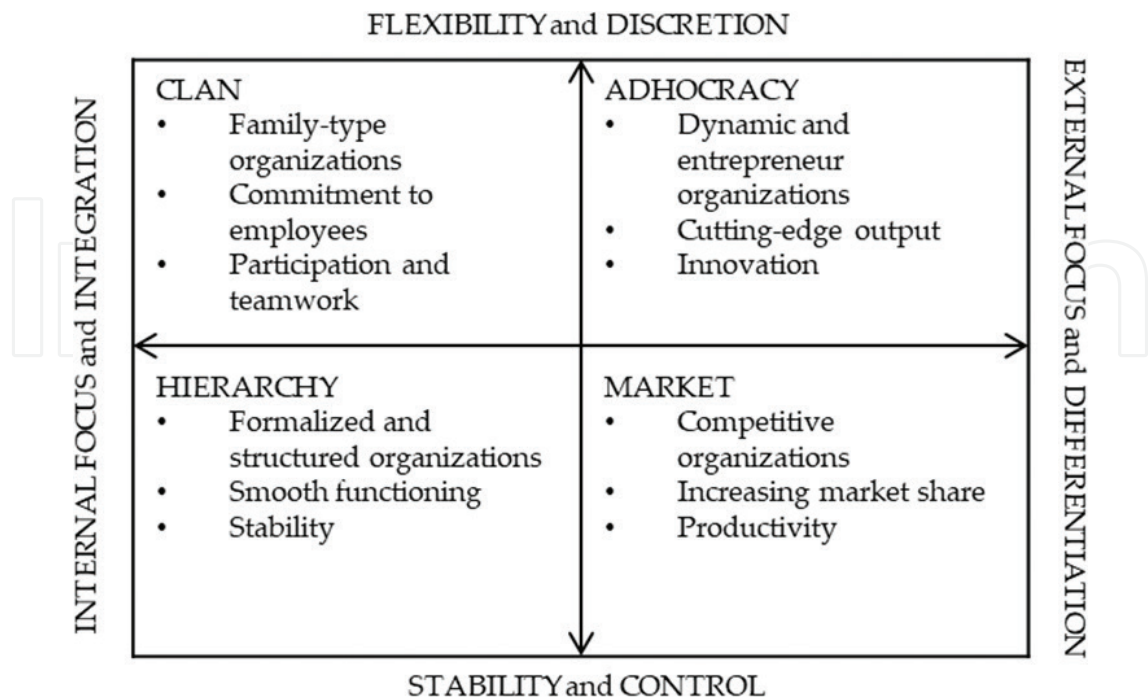 FLEXIBILITY and DISCRETION
INTERNAL FOCUS and INTEGRATION
CLAN
• Family-type
organizations
• Commitment to
employees
• Participation and
teamwork
ADHOCRACY
• Dynamic and
entrepreneur
organizations
• Cutting-edge output
• Innovation
HIERARCHY
• Formalized and
structured organizations
• Smooth functioning
• Stability
MARKET
• Competitive
organizations
• Increasing market share
• Productivity
EXTERNAL FOCUS and DIFFERENTIATION
STABILITY and CONTROL